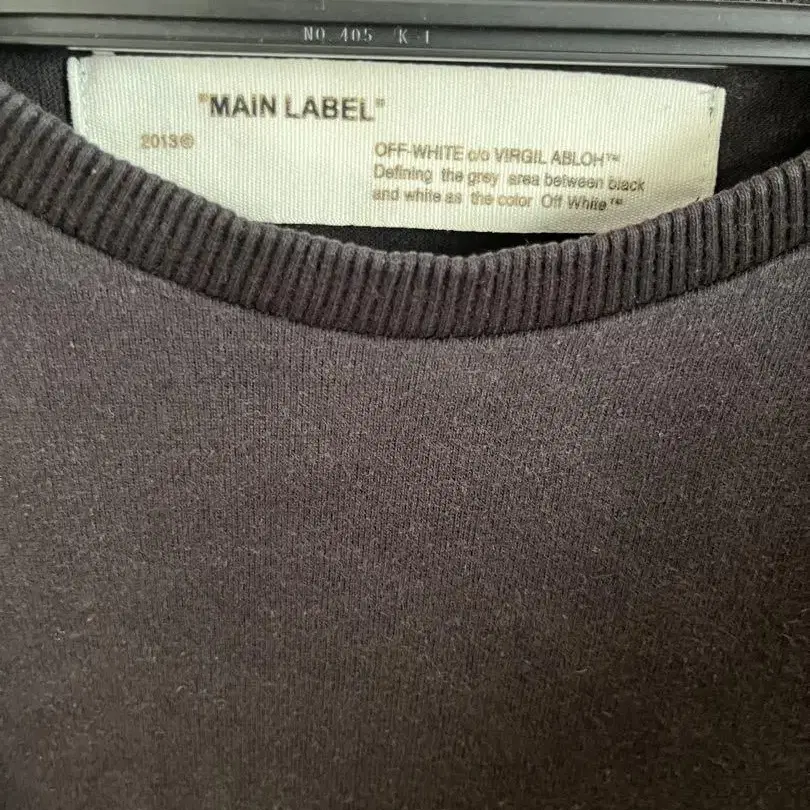 NO 405 K-1
"MAIN LABEL"
2013©
OFF-WHITE c/o VIRGIL ABLOH™
Defining the grey area between black
and white as the color Off White™